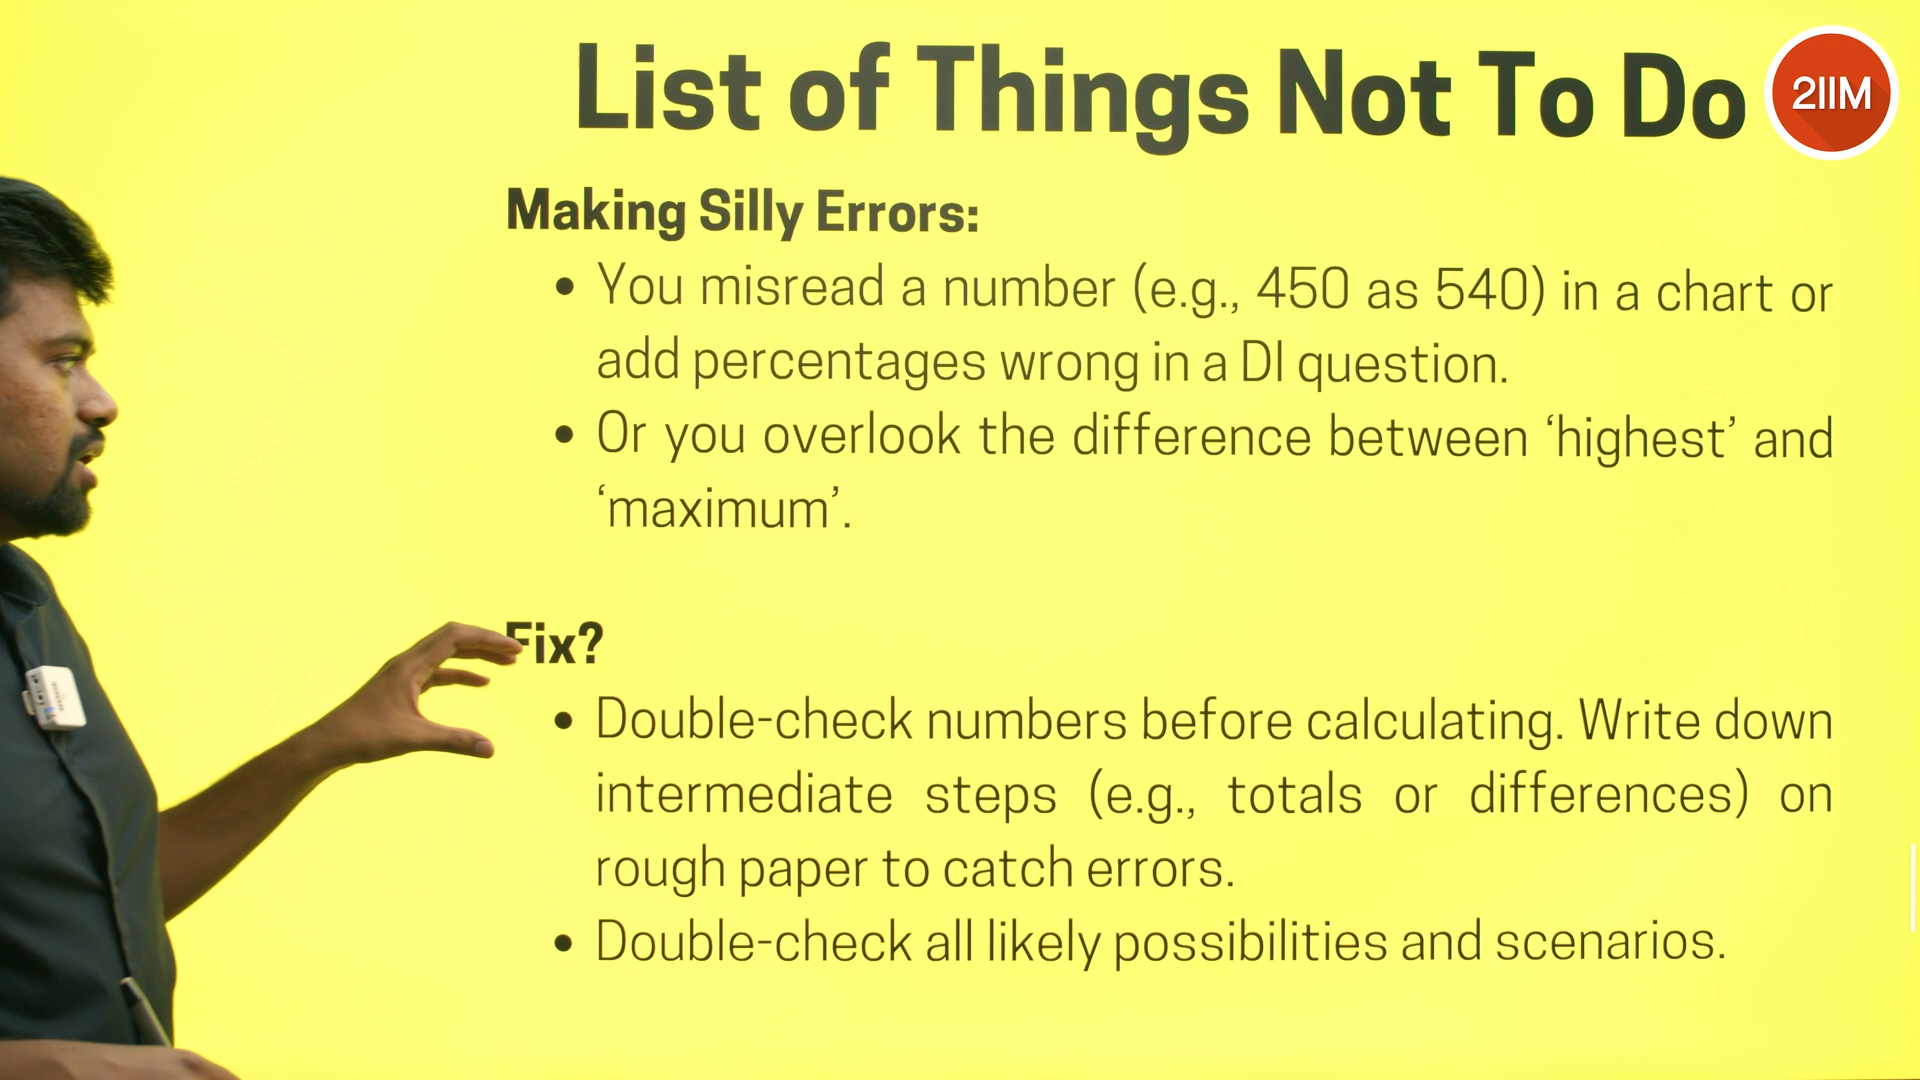 List of Things Not To Do
2IIM
Making Silly Errors:
• You misread a number (e.g., 450 as 540) in a chart or
add percentages wrong in a DI question.
• Or you overlook the difference between ‘highest’ and
‘maximum’.
Fix?
• Double-check numbers before calculating. Write down
intermediate steps (e.g., totals or differences) on
rough paper to catch errors.
• Double-check all likely possibilities and scenarios.